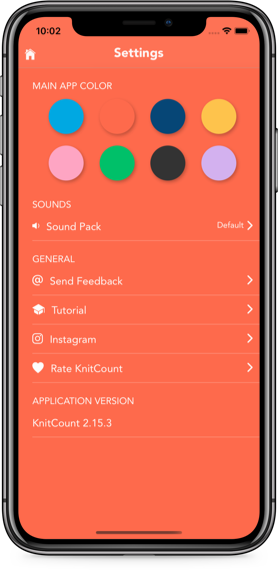 10:02
Settings
MAIN APP COLOR
SOUNDS
Sound Pack Default
GENERAL
Send Feedback
Tutorial
Instagram
Rate KnitCount
APPLICATION VERSION
KnitCount 2.15.3